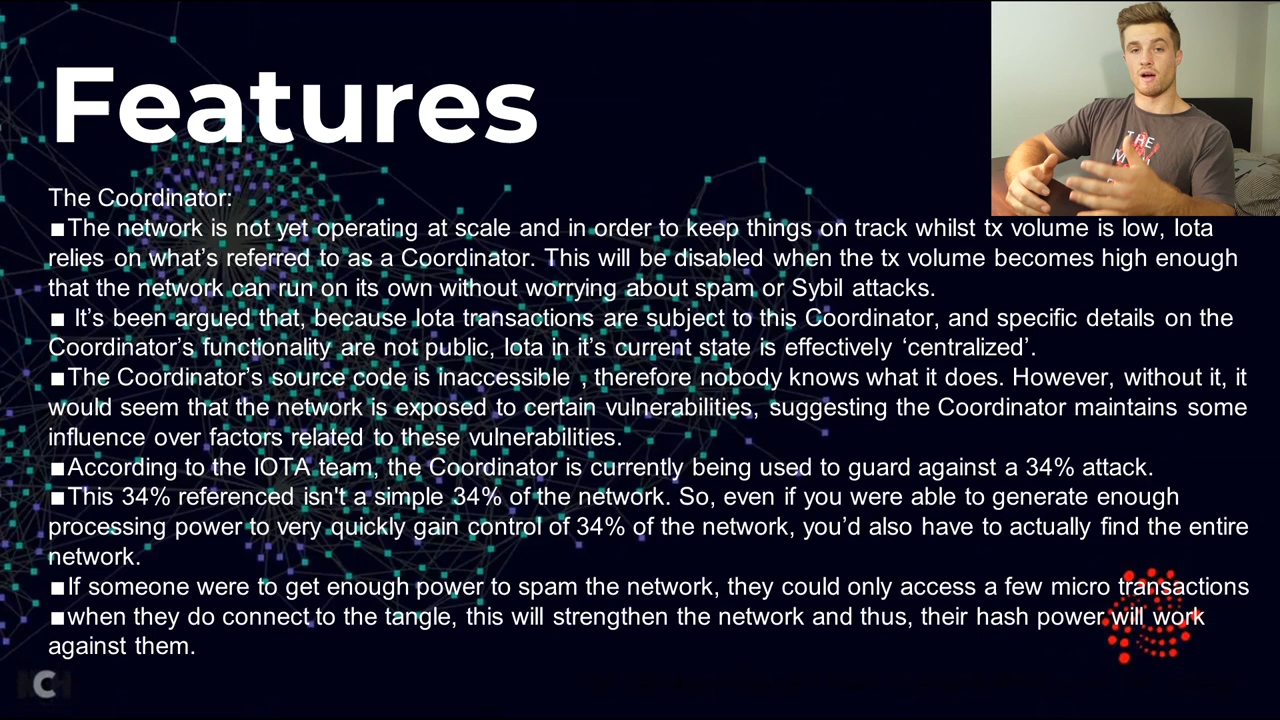 Features
The Coordinator:
▪The network is not yet operating at scale and in order to keep things on track whilst tx volume is low, Iota
relies on what’s referred to as a Coordinator. This will be disabled when the tx volume becomes high enough
that the network can run on its own without worrying about spam or Sybil attacks.
▪ It’s been argued that, because Iota transactions are subject to this Coordinator, and specific details on the
Coordinator’s functionality are not public, Iota in it’s current state is effectively ‘centralized’.
▪The Coordinator’s source code is inaccessible , therefore nobody knows what it does. However, without it, it
would seem that the network is exposed to certain vulnerabilities, suggesting the Coordinator maintains some
influence over factors related to these vulnerabilities.
▪According to the IOTA team, the Coordinator is currently being used to guard against a 34% attack.
▪This 34% referenced isn't a simple 34% of the network. So, even if you were able to generate enough
processing power to very quickly gain control of 34% of the network, you’d also have to actually find the entire
network.
▪If someone were to get enough power to spam the network, they could only access a few micro transactions
▪when they do connect to the tangle, this will strengthen the network and thus, their hash power will work
against them.
THE